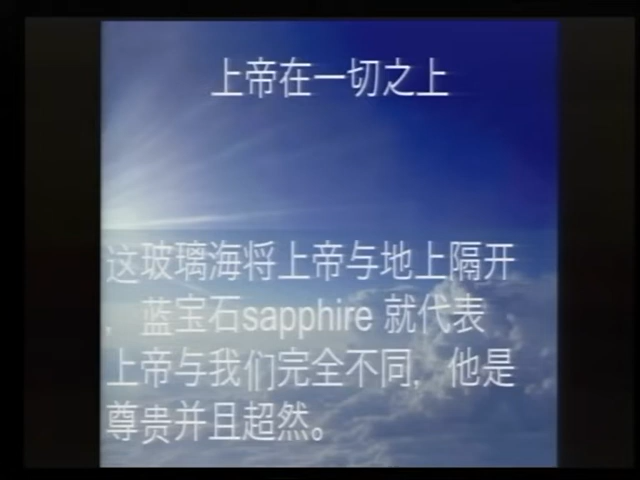 上帝在一切之上
这玻璃海将上帝与地上隔开
，蓝宝石sapphire 就代表
上帝与我们完全不同，他是
尊贵并且超然。